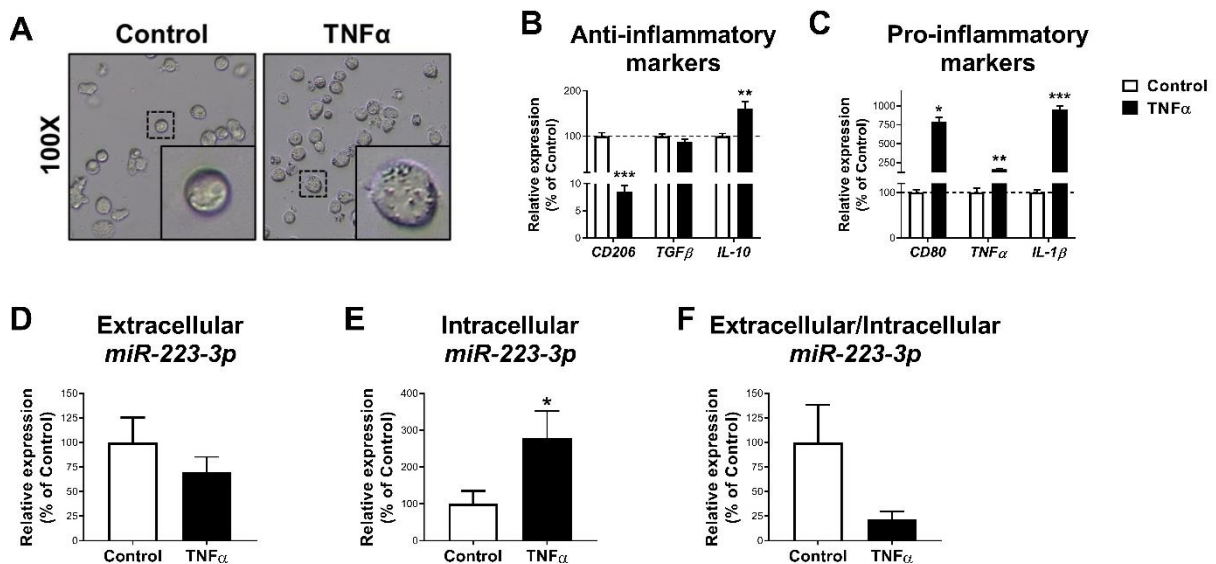 A
Control
TNFα
100X
B
Anti-inflammatory
markers
Relative expression
(% of Control)
200
100
10
5
0
***
**
CD206
TGFβ
IL-10
C
Pro-inflammatory
markers
Relative expression
(% of Control)
1000
750
500
250
100
0
*
**
***
CD80
TNFα
IL-1β
Control
TNFα
D
Extracellular
miR-223-3p
Relative expression
(% of Control)
150
125
100
75
50
25
0
Control
TNFα
E
Intracellular
miR-223-3p
Relative expression
(% of Control)
400
300
200
100
0
*
Control
TNFα
F
Extracellular/Intracellular
miR-223-3p
Relative expression
(% of Control)
150
125
100
75
50
25
0
Control
TNFα